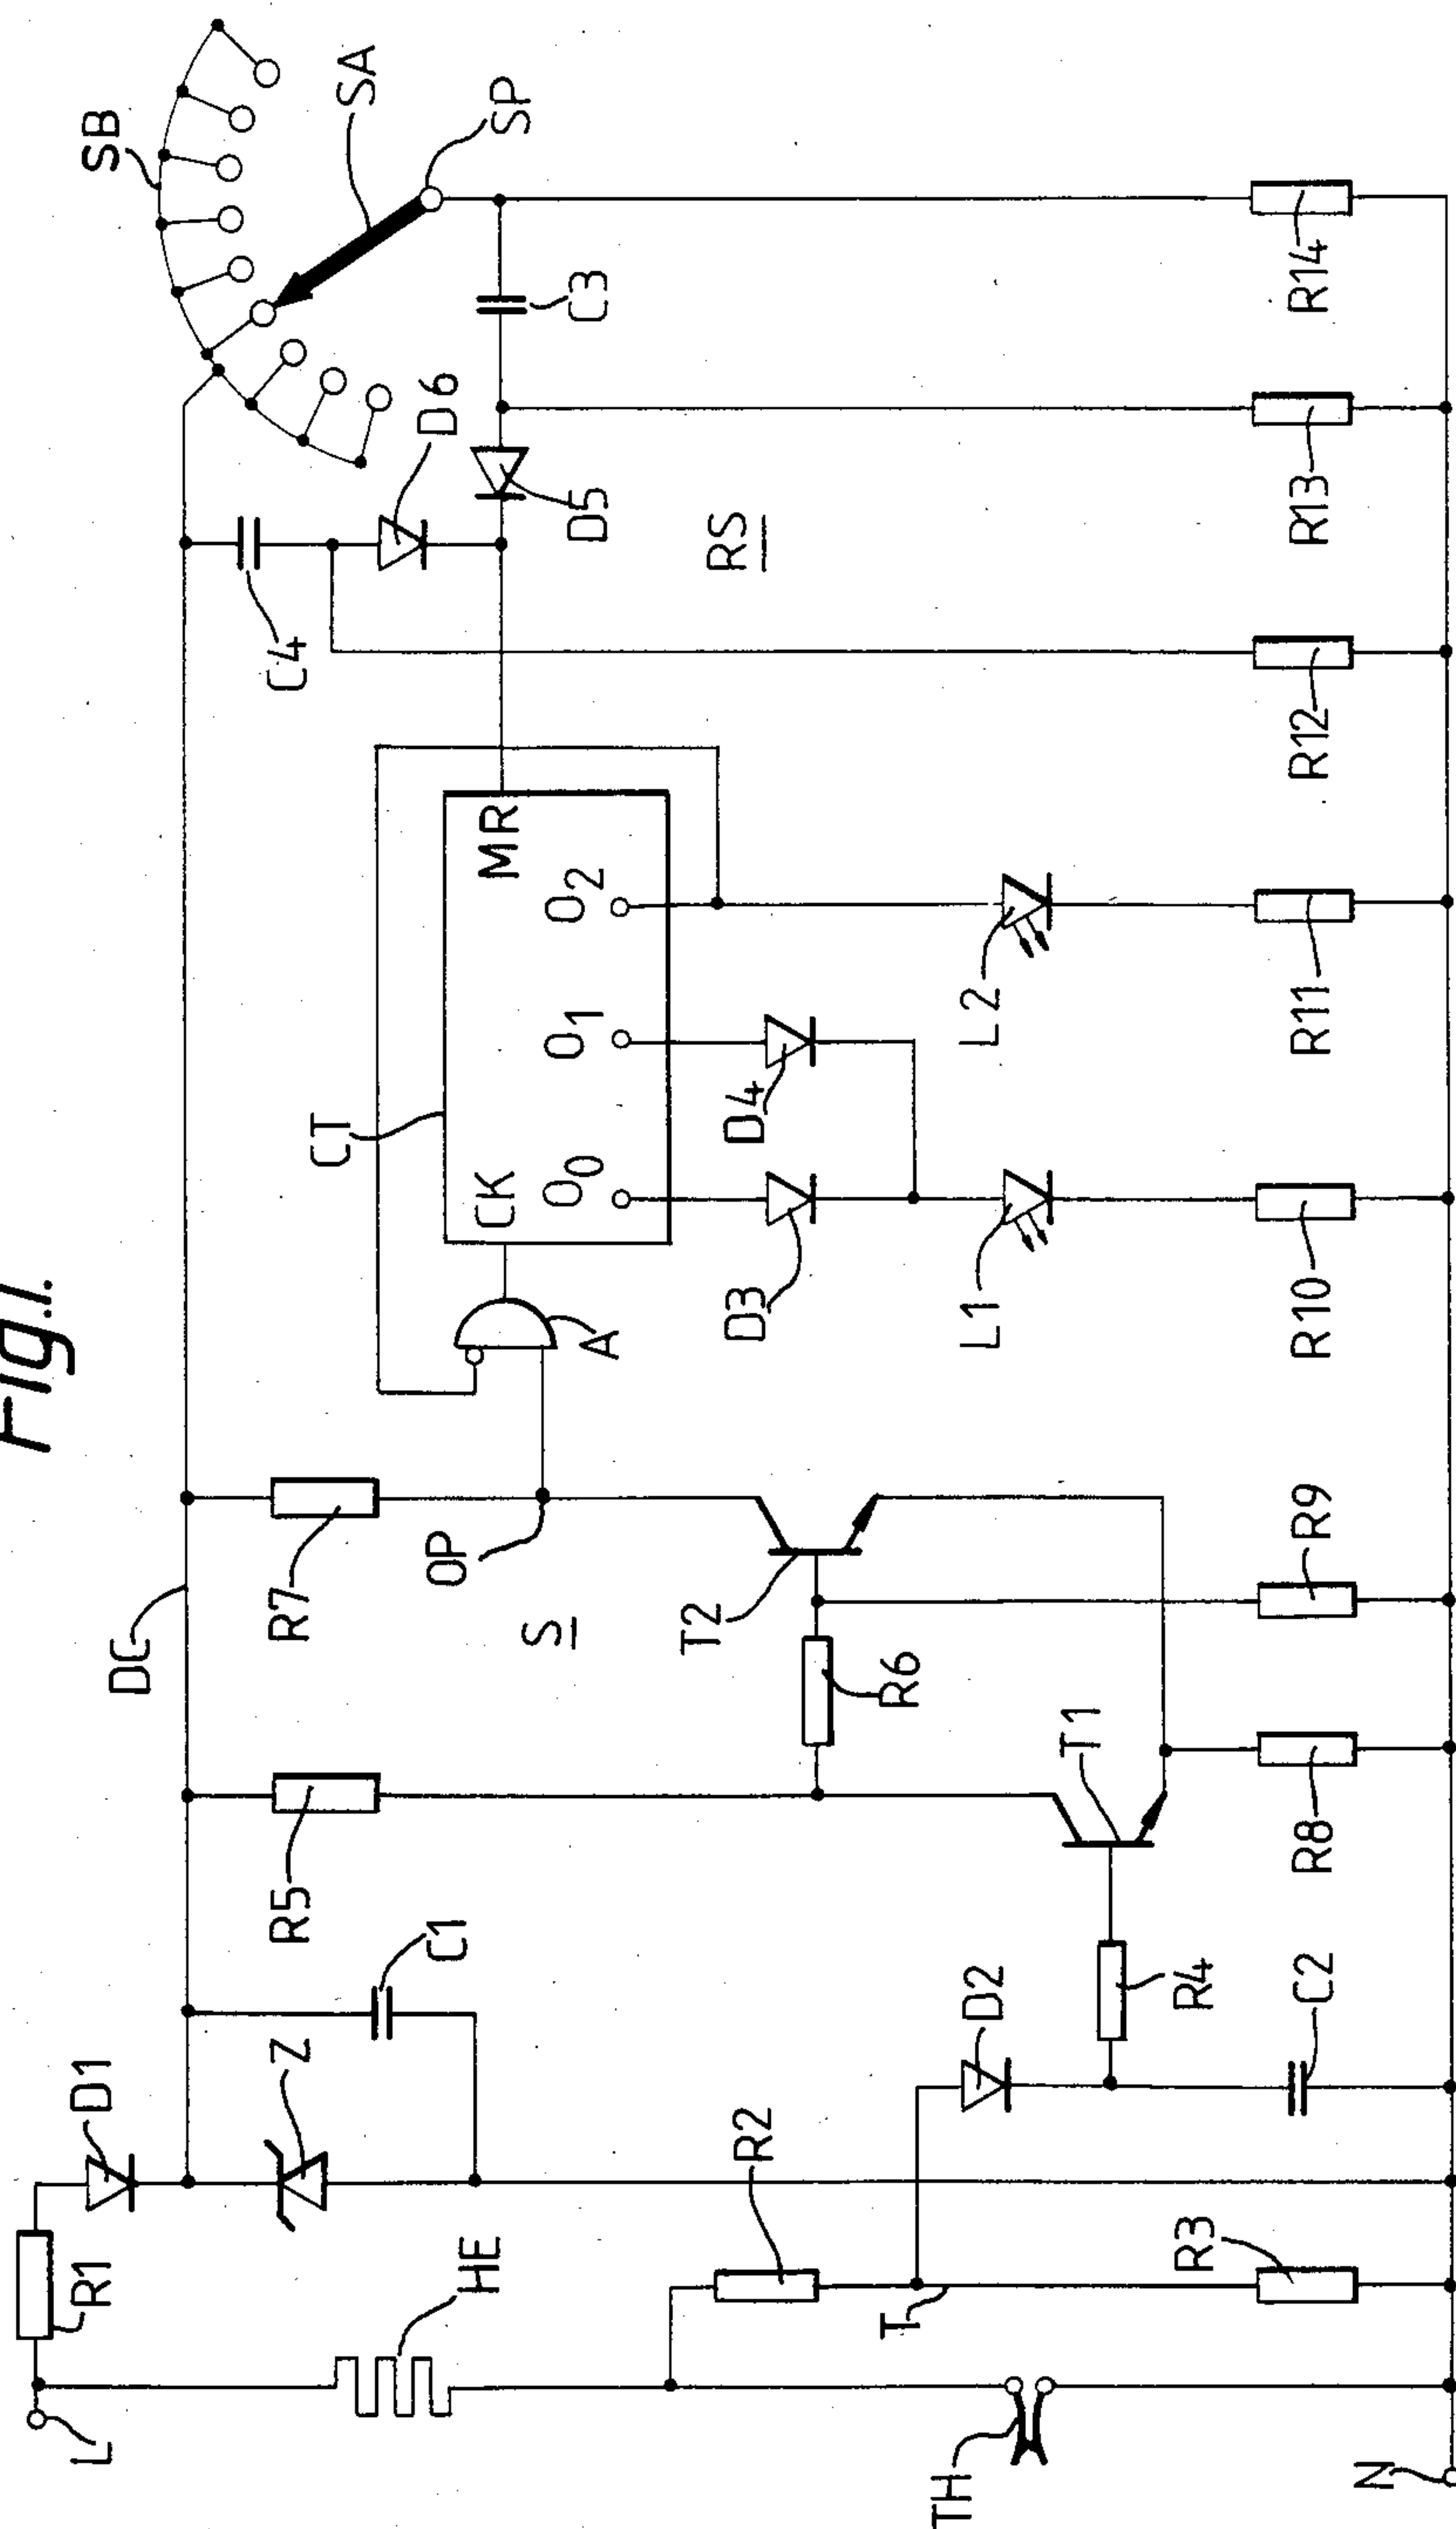 Fig.1.
SB
SA
SP
C3
D6
D5
C4
RS
R14
R13
R12
MR
CT
CK
O0
O1
O2
D4
D3
L2
L1
R11
R10
A
DC
R7
OP
S
T2
R6
R9
R5
T1
R8
C1
D1
Z
D2
R4
C2
R1
HE
R2
T
R3
L
TH
N